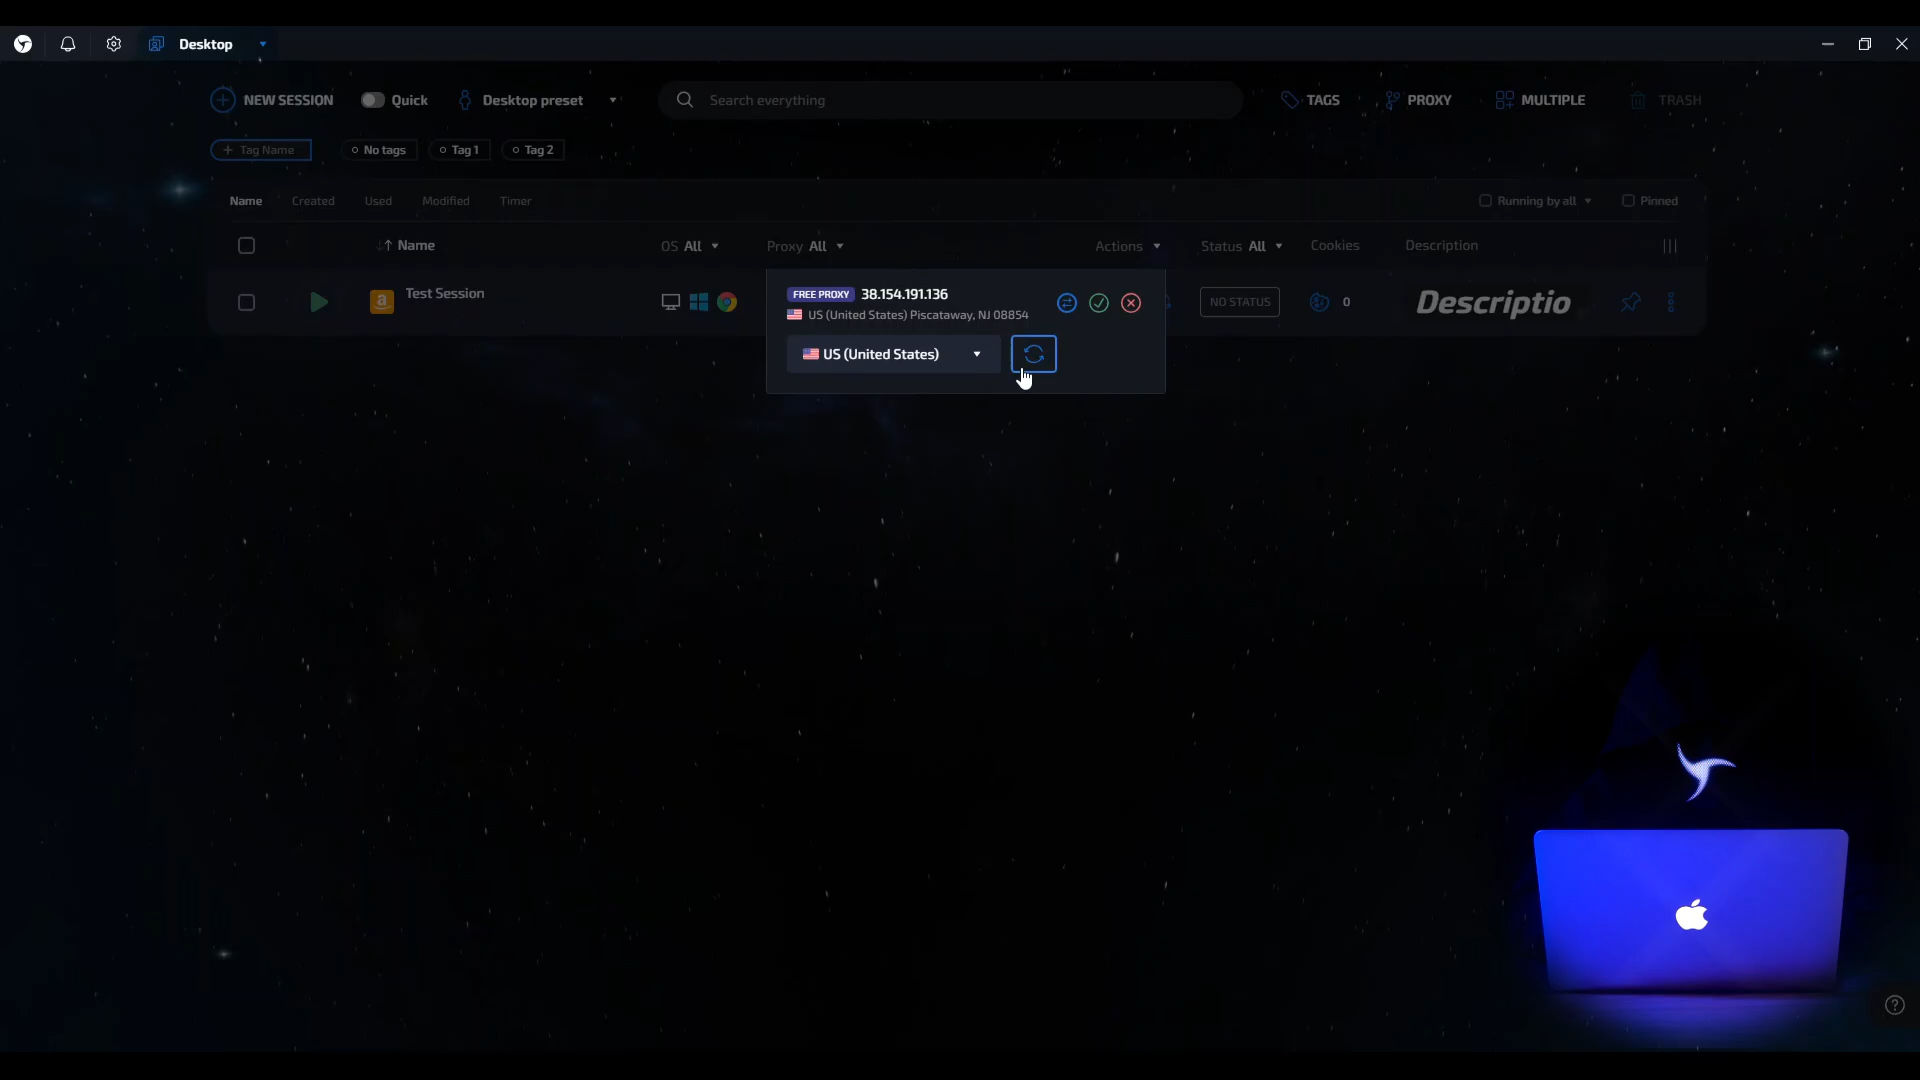 Desktop
NEW SESSION Quick Desktop preset Search everything TAGS PROXY MULTIPLE TRASH
+ Tag Name No tags Tag 1 Tag 2
Name Created Used Modified Timer Running by all Pinned
Name OS All Proxy All Actions Status All Cookies Description
Test Session FREE PROXY 38.154.191.136 NO STATUS 0 Descriptio
US (United States) Piscataway, NJ 08854
US (United States)